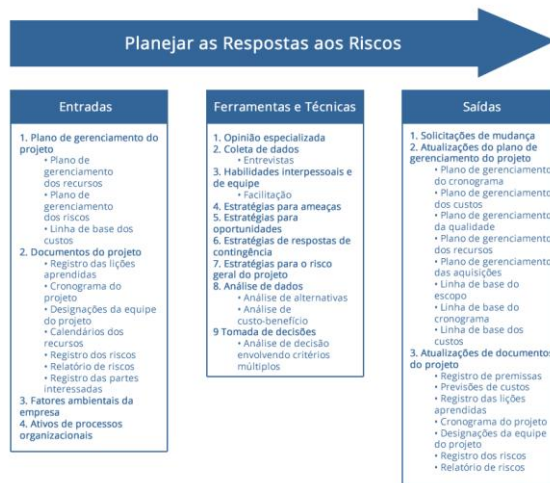 Planejar as Respostas aos Riscos
Entradas
1. Plano de gerenciamento do
projeto
• Plano de
gerenciamento
dos recursos
• Plano de
gerenciamento
dos riscos
• Linha de base dos
custos
2. Documentos do projeto
• Registro das lições
aprendidas
• Cronograma do
projeto
• Designações da equipe
do projeto
• Calendários dos
recursos
• Registro dos riscos
• Relatório de riscos
• Registro das partes
interessadas
3. Fatores ambientais da
empresa
4. Ativos de processos
organizacionais
Ferramentas e Técnicas
1. Opinião especializada
2. Coleta de dados
• Entrevistas
3. Habilidades interpessoais e
de equipe
• Facilitação
4. Estratégias para ameaças
5. Estratégias para
oportunidades
6. Estratégias de respostas de
contingência
7. Estratégias para o risco
geral do projeto
8. Análise de dados
• Análise de alternativas
• Análise de
custo-benefício
9 Tomada de decisões
• Análise de decisão
envolvendo critérios
múltiplos
Saídas
1. Solicitações de mudança
2. Atualizações do plano de
gerenciamento do projeto
• Plano de gerenciamento
do cronograma
• Plano de gerenciamento
dos custos
• Plano de gerenciamento
da qualidade
• Plano de gerenciamento
dos recursos
• Plano de gerenciamento
das aquisições
• Linha de base do
escopo
• Linha de base do
cronograma
• Linha de base dos
custos
3. Atualizações de documentos
do projeto
• Registro de premissas
• Previsões de custos
• Registro das lições
aprendidas
• Cronograma do projeto
• Designações da equipe
do projeto
• Registro dos riscos
• Relatório de riscos